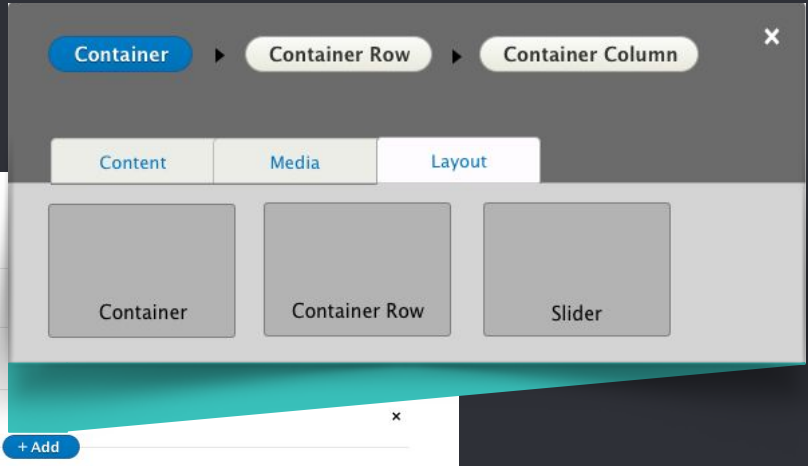 Container
Container Row
Container Column
×
Content
Media
Layout
Container
Container Row
Slider
×
+ Add